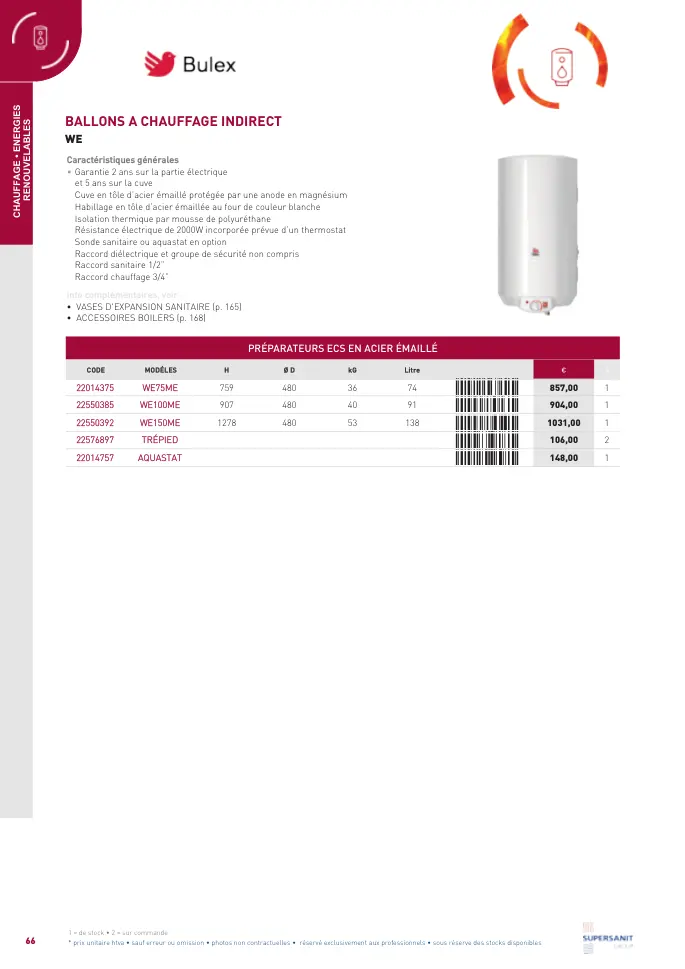 Bulex
CHAUFFAGE • ENERGIES
RENOUVELABLES
BALLONS A CHAUFFAGE INDIRECT
WE
Caractéristiques générales
• Garantie 2 ans sur la partie électrique
et 5 ans sur la cuve
Cuve en tôle d'acier émaillé protégée par une anode en magnésium
Habillage en tôle d'acier émaillée au four de couleur blanche
Isolation thermique par mousse de polyuréthane
Résistance électrique de 2000W incorporée prévue d'un thermostat
Sonde sanitaire ou aquastat en option
Raccord diélectrique et groupe de sécurité non compris
Raccord sanitaire 1/2"
Raccord chauffage 3/4"
Info complémentaires, voir
• VASES D'EXPANSION SANITAIRE (p. 165)
• ACCESSOIRES BOILERS (p. 168)
PRÉPARATEURS ECS EN ACIER ÉMAILLÉ
CODE MODÈLES H Ø D kG Litre €
22014375 WE75ME 759 480 36 74 857,00 1
22550385 WE100ME 907 480 40 91 904,00 1
22550392 WE150ME 1278 480 53 138 1031,00 1
22576897 TRÉPIED 106,00 2
22014757 AQUASTAT 148,00 1
1 = de stock • 2 = sur commande
66 * prix unitaire htva • sauf erreur ou omission • photos non contractuelles • réservé exclusivement aux professionnels • sous réserve des stocks disponibles
SUPERSANIT
GROUP